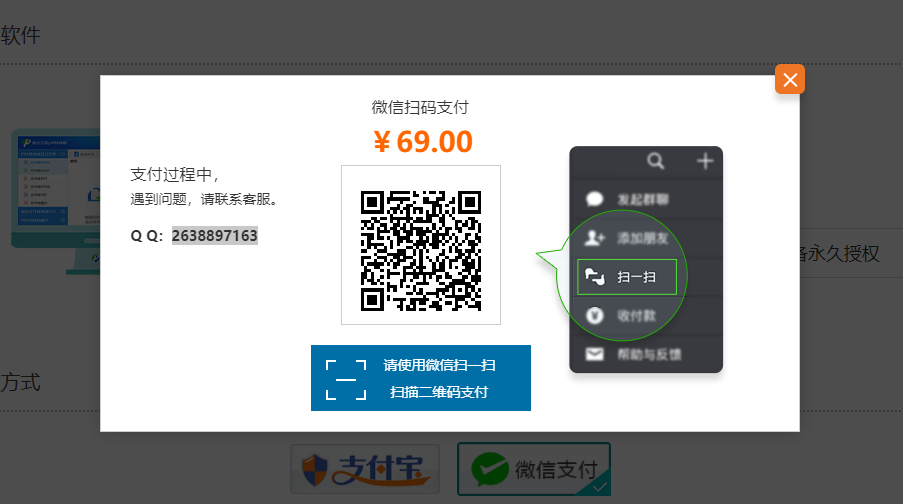 软件
微信扫码支付
¥ 69.00
支付过程中，
遇到问题，请联系客服。
Q Q：2638897163
请使用微信扫一扫
扫描二维码支付
发起群聊
添加朋友
扫一扫
收付款
帮助与反馈
备永久授权
方式
支付宝
微信支付